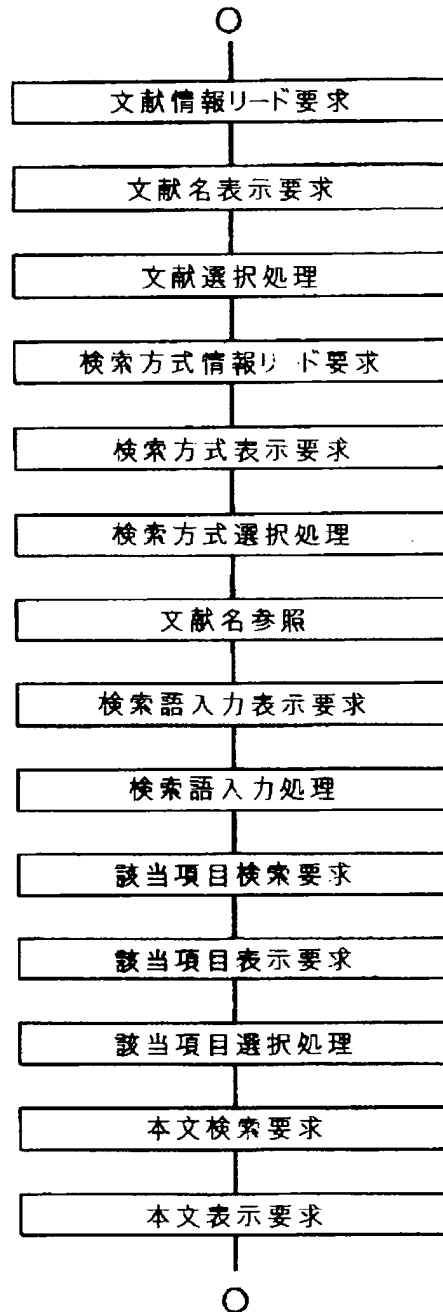 文献情報リード要求
文献名表示要求
文献選択処理
検索方式情報リード要求
検索方式表示要求
検索方式選択処理
文献名参照
検索語入力表示要求
検索語入力処理
該当項目検索要求
該当項目表示要求
該当項目選択処理
本文検索要求
本文表示要求